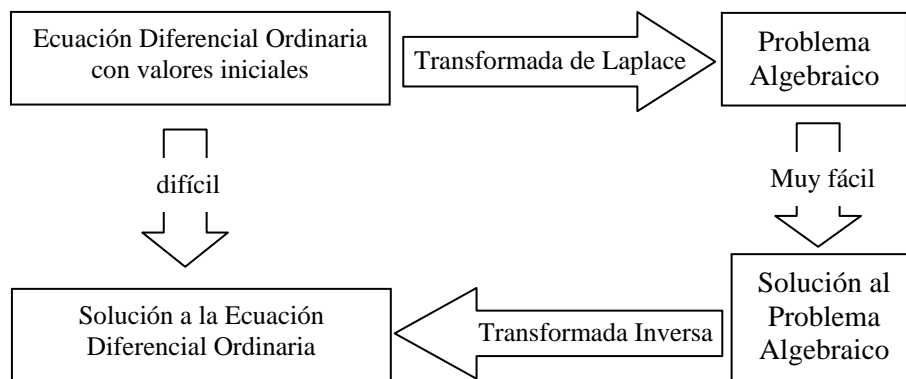 Ecuación Diferencial Ordinaria
con valores iniciales
Transformada de Laplace
Problema
Algebraico
difícil
Muy fácil
Solución a la Ecuación
Diferencial Ordinaria
Transformada Inversa
Solución al
Problema
Algebraico